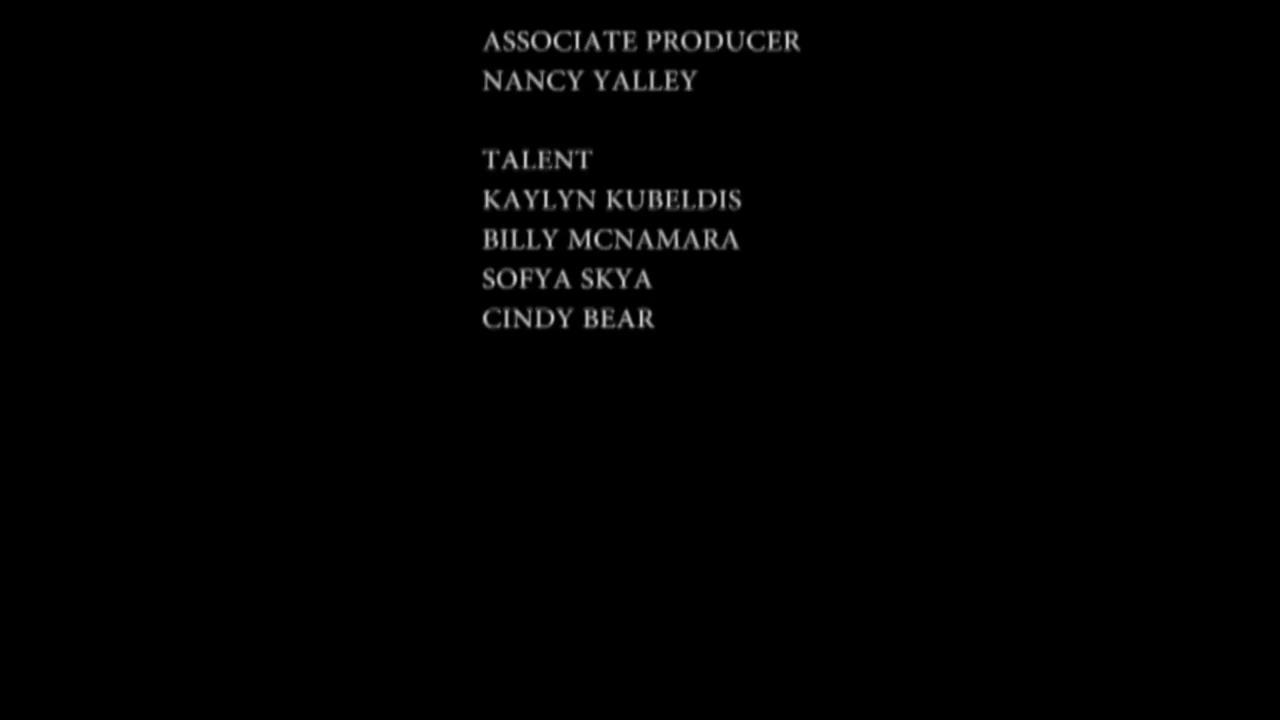 ASSOCIATE PRODUCER
NANCY YALLEY
TALENT
KAYLYN KUBELDIS
BILLY MCNAMARA
SOFYA SKYA
CINDY BEAR